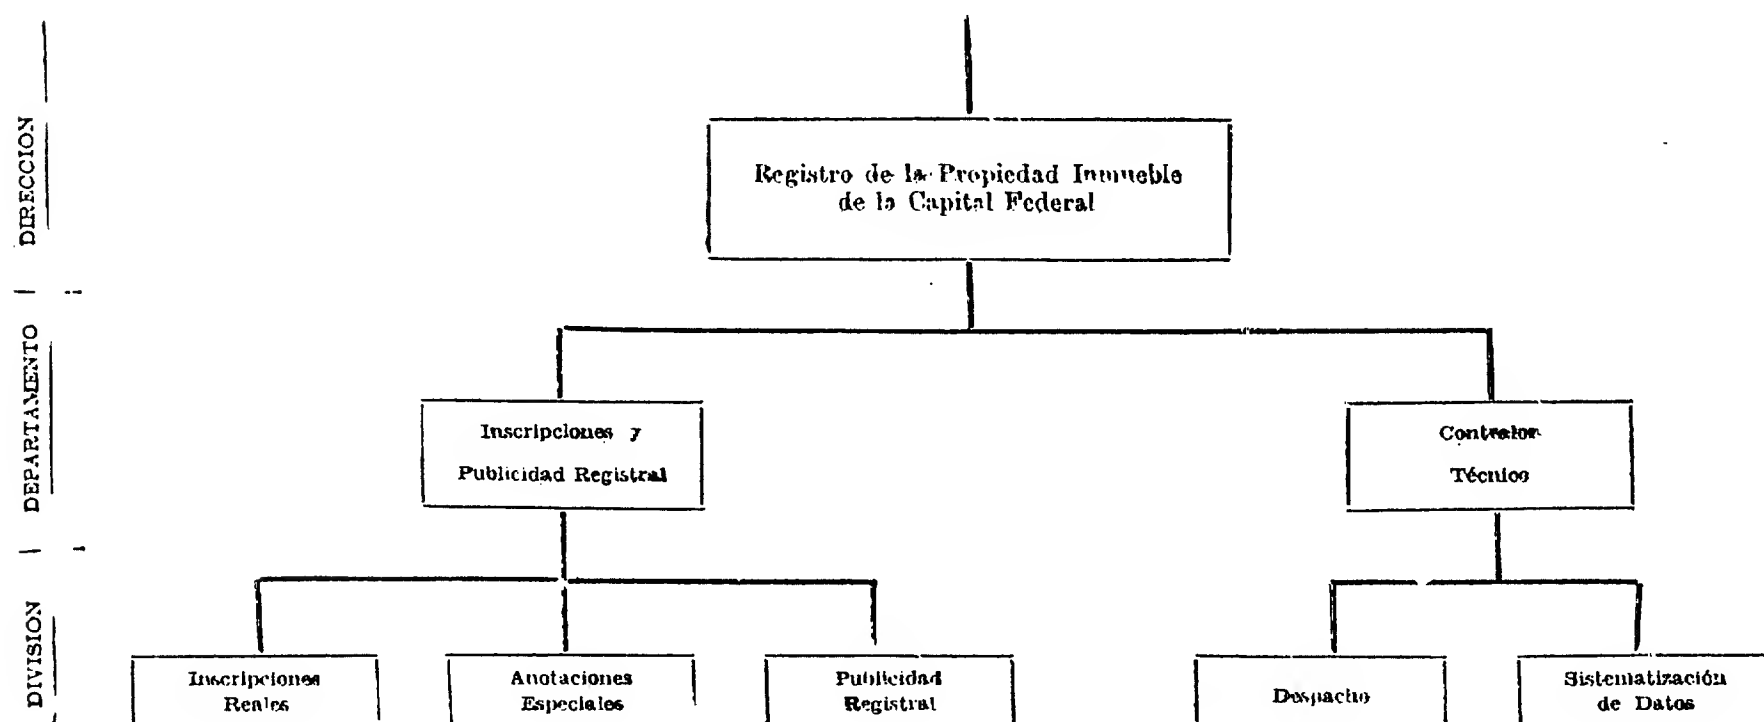 DIRECCION
Registro de la Propiedad Inmueble
de la Capital Federal
DEPARTAMENTO
Inscripciones y
Publicidad Registral
Contralor
Técnico
DIVISION
Inscripciones
Reales
Anotaciones
Especiales
Publicidad
Registral
Despacho
Sistematización
de Datos